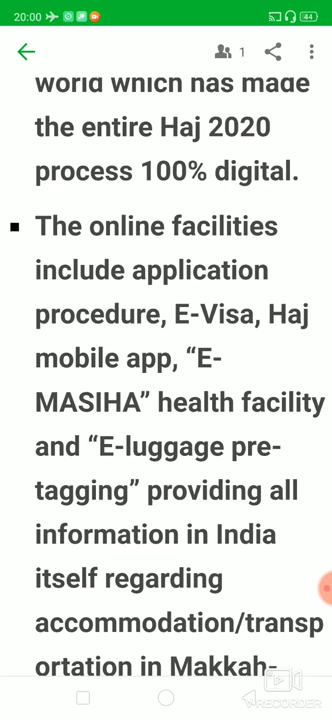 20:00
44
1
world which has made
the entire Haj 2020
process 100% digital.
▪ The online facilities
include application
procedure, E-Visa, Haj
mobile app, “E-
MASIHA” health facility
and “E-luggage pre-
tagging” providing all
information in India
itself regarding
accommodation/transp
ortation in Makkah-
RECORDER